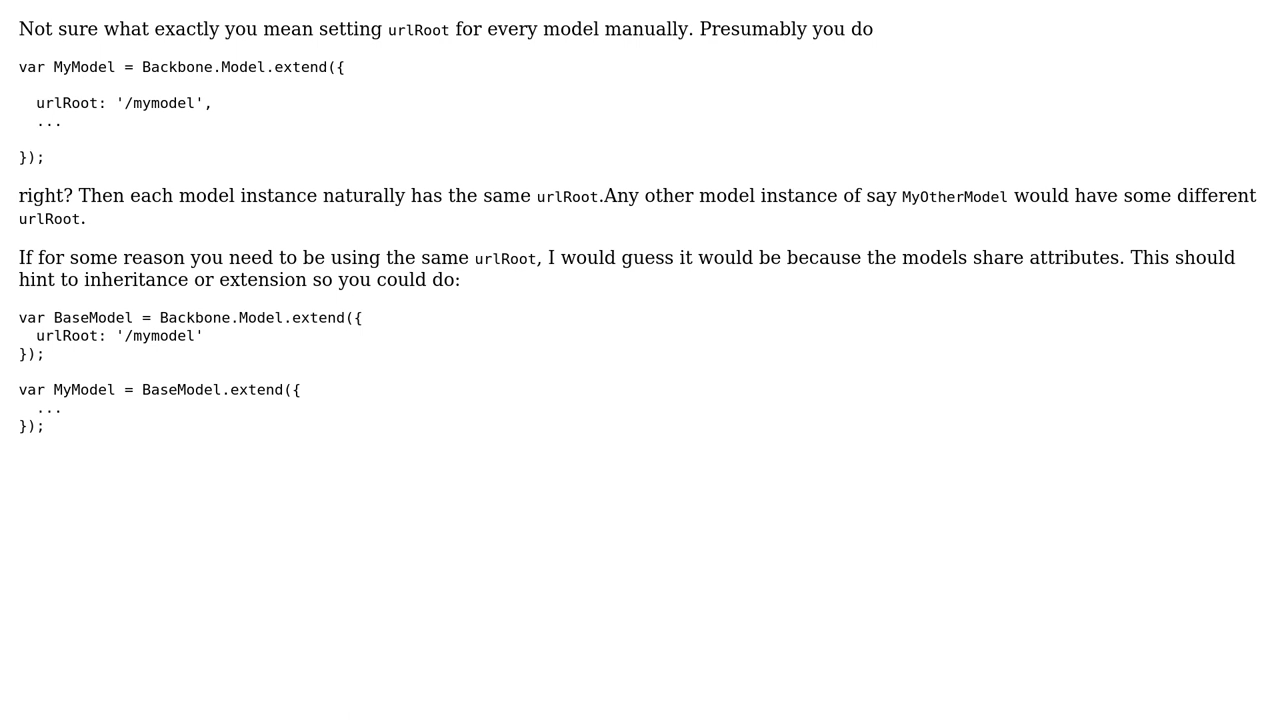 Not sure what exactly you mean setting urlRoot for every model manually. Presumably you do
var MyModel = Backbone.Model.extend({
  urlRoot: '/mymodel',
  ...
});
right? Then each model instance naturally has the same urlRoot.Any other model instance of say MyOtherModel would have some different
urlRoot.
If for some reason you need to be using the same urlRoot, I would guess it would be because the models share attributes. This should
hint to inheritance or extension so you could do:
var BaseModel = Backbone.Model.extend({
  urlRoot: '/mymodel'
});
var MyModel = BaseModel.extend({
  ...
});